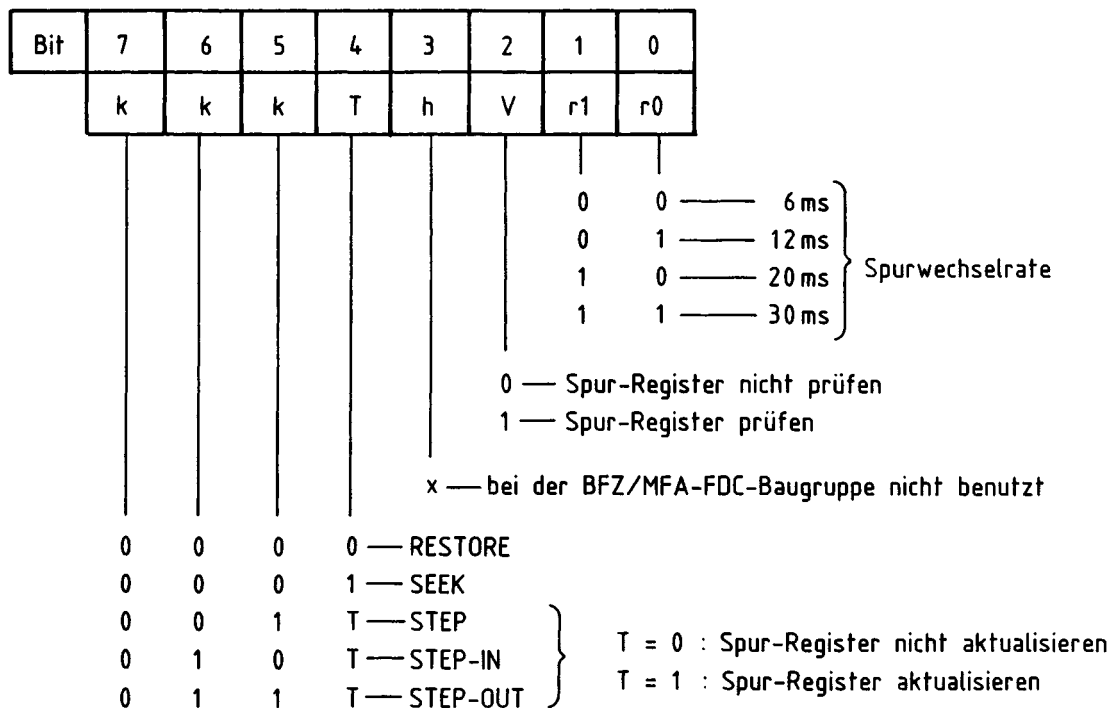 Bit 7 6 5 4 3 2 1 0
k k k T h V r1 r0
0 0 — 6 ms
0 1 — 12 ms
1 0 — 20 ms
1 1 — 30 ms
Spurwechselrate
0 — Spur-Register nicht prüfen
1 — Spur-Register prüfen
x — bei der BFZ/MFA-FDC-Baugruppe nicht benutzt
0 0 0 0 — RESTORE
0 0 0 1 — SEEK
0 0 1 T — STEP
0 1 0 T — STEP-IN
0 1 1 T — STEP-OUT
T = 0 : Spur-Register nicht aktualisieren
T = 1 : Spur-Register aktualisieren